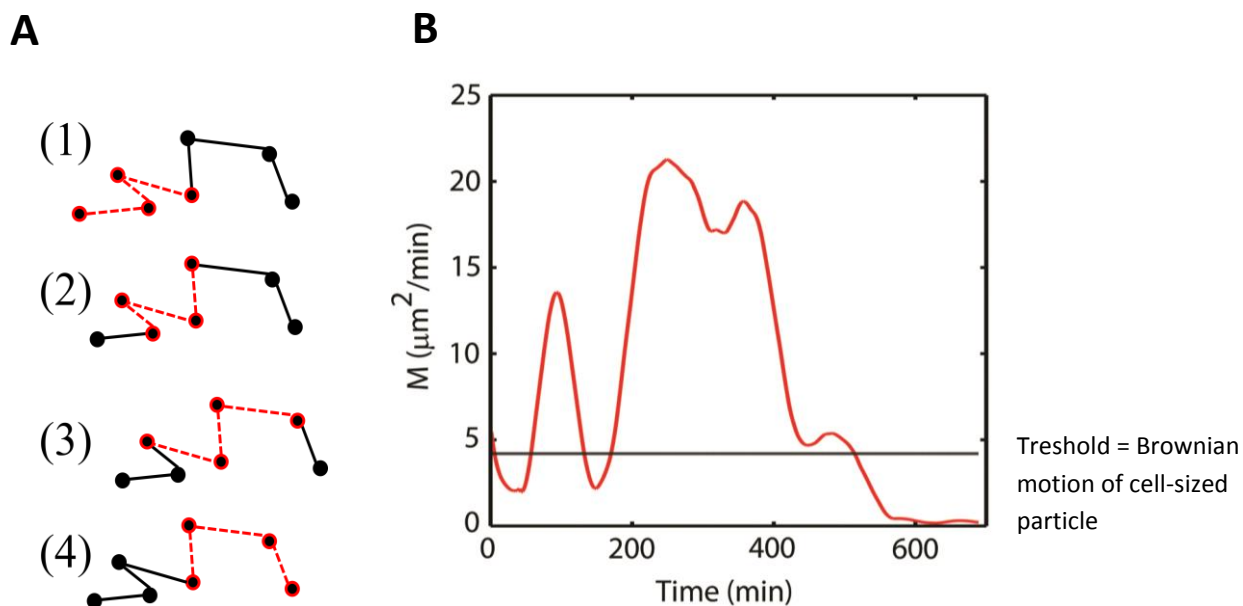 A
B
(1)
(2)
(3)
(4)
25
20
15
10
5
0
M (μm²/min)
0
200
400
600
Time (min)
Treshold = Brownian
motion of cell-sized
particle